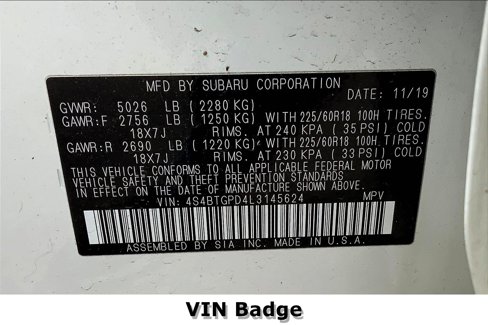 MFD BY SUBARU CORPORATION
GVWR: 5026 LB (2280 KG) 11/19
GAWR:F 2756 LB (1250 KG) WITH 225/60R18 100H TIRES.
18X7J RIMS. AT 240 KPA (35 PSI) COLD
GAWR:R 2690 LB (1220 KG) WITH 225/60R18 100H TIRES.
18X7J RIMS. AT 230 KPA (33 PSI) COLD
THIS VEHICLE CONFORMS TO ALL APPLICABLE FEDERAL MOTOR
VEHICLE SAFETY AND THEFT PREVENTION STANDARDS
IN EFFECT ON THE DATE OF MANUFACTURE SHOWN ABOVE.
VIN: 4S4BTGPD4L3145624 MPV
ASSEMBLED BY SIA INC. MADE IN U.S.A.
VIN Badge